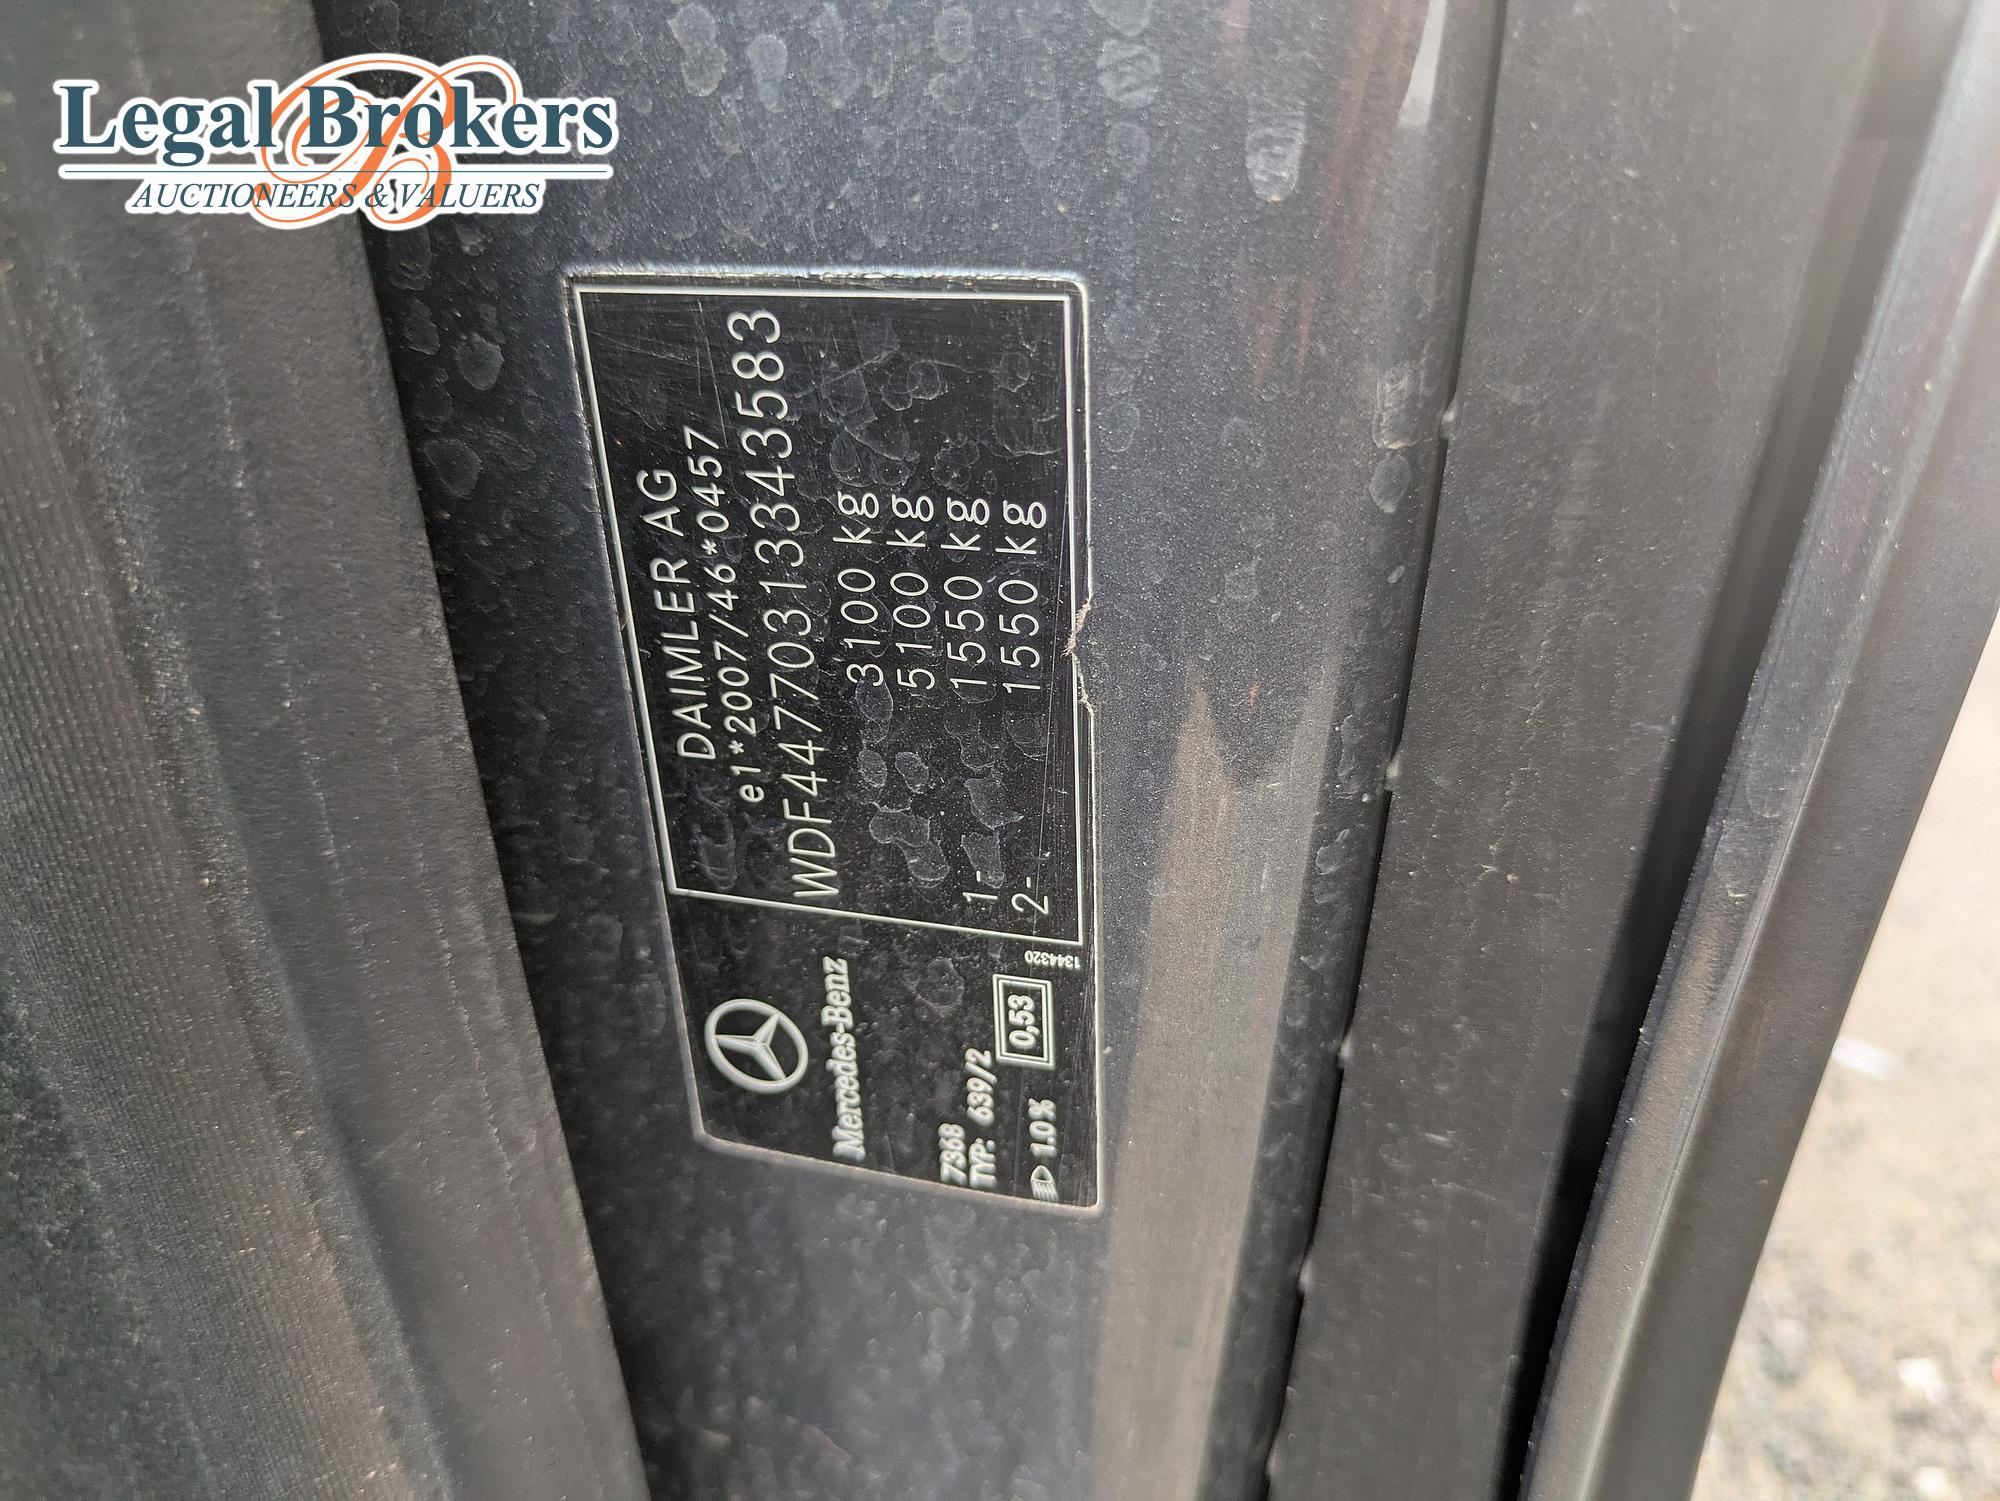 Legal Brokers
AUCTIONEERS & VALUERS
DAIMLER AG
e1*2007/46*0457
WDF44770313343583
3100 kg
5100 kg
1- 1550 kg
2- 1550 kg
Mercedes-Benz
7368
TYP: 639/2
1.0 %
0,53
1344320